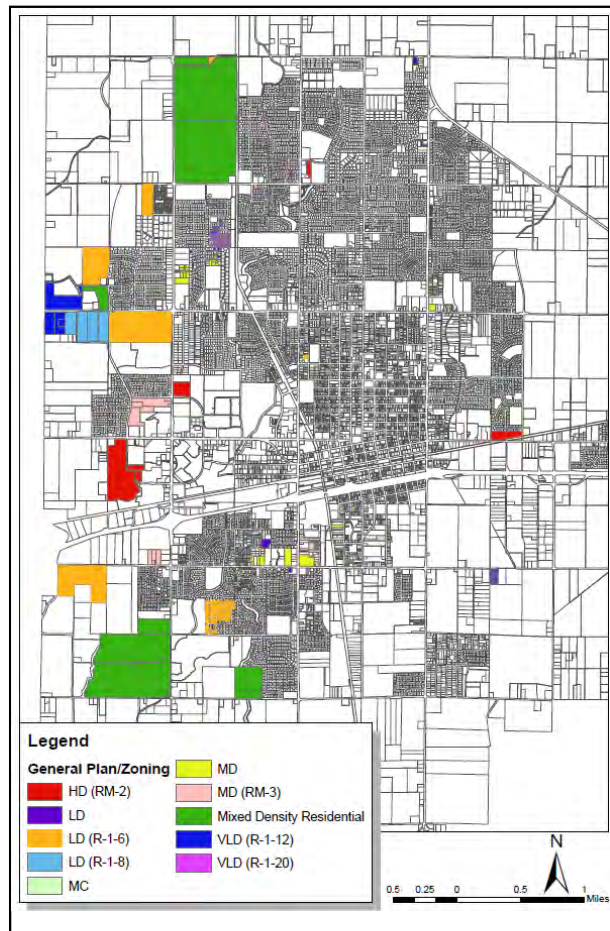 Legend
General Plan/Zoning
HD (RM-2)
LD
LD (R-1-6)
LD (R-1-8)
MC
MD
MD (RM-3)
Mixed Density Residential
VLD (R-1-12)
VLD (R-1-20)
N
0.5 0.25 0 0.5 1
Miles